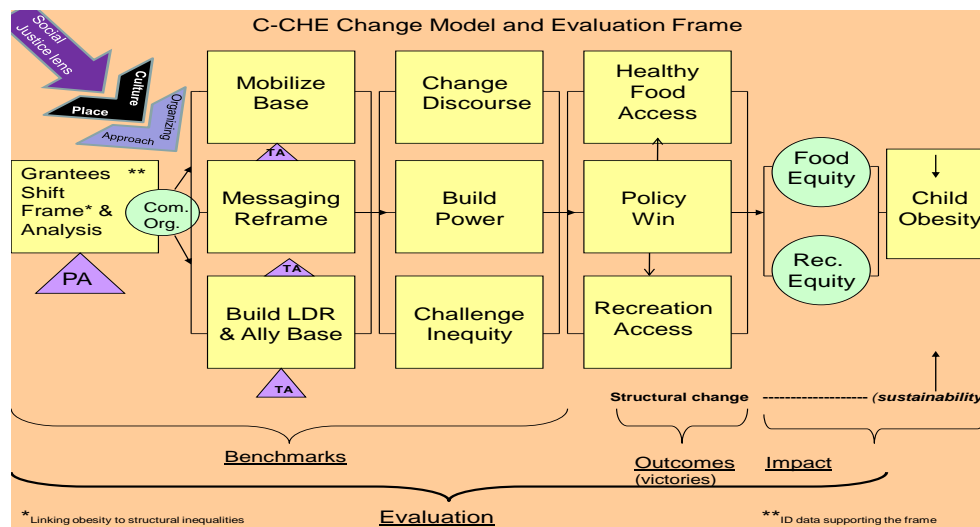 C-CHE Change Model and Evaluation Frame
Social
Justice lens
Culture
Place
Organizing
Approach
Grantees **
Shift
Frame* &
Analysis
PA
Com.
Org.
Mobilize
Base
TA
Messaging
Reframe
TA
Build LDR
& Ally Base
TA
Change
Discourse
Build
Power
Challenge
Inequity
Healthy
Food
Access
Policy
Win
Recreation
Access
Food
Equity
Rec.
Equity
Child
Obesity
Structural change ------------------- (sustainability
Benchmarks
Outcomes
(victories)
Impact
Evaluation
*Linking obesity to structural inequalities
**ID data supporting the frame